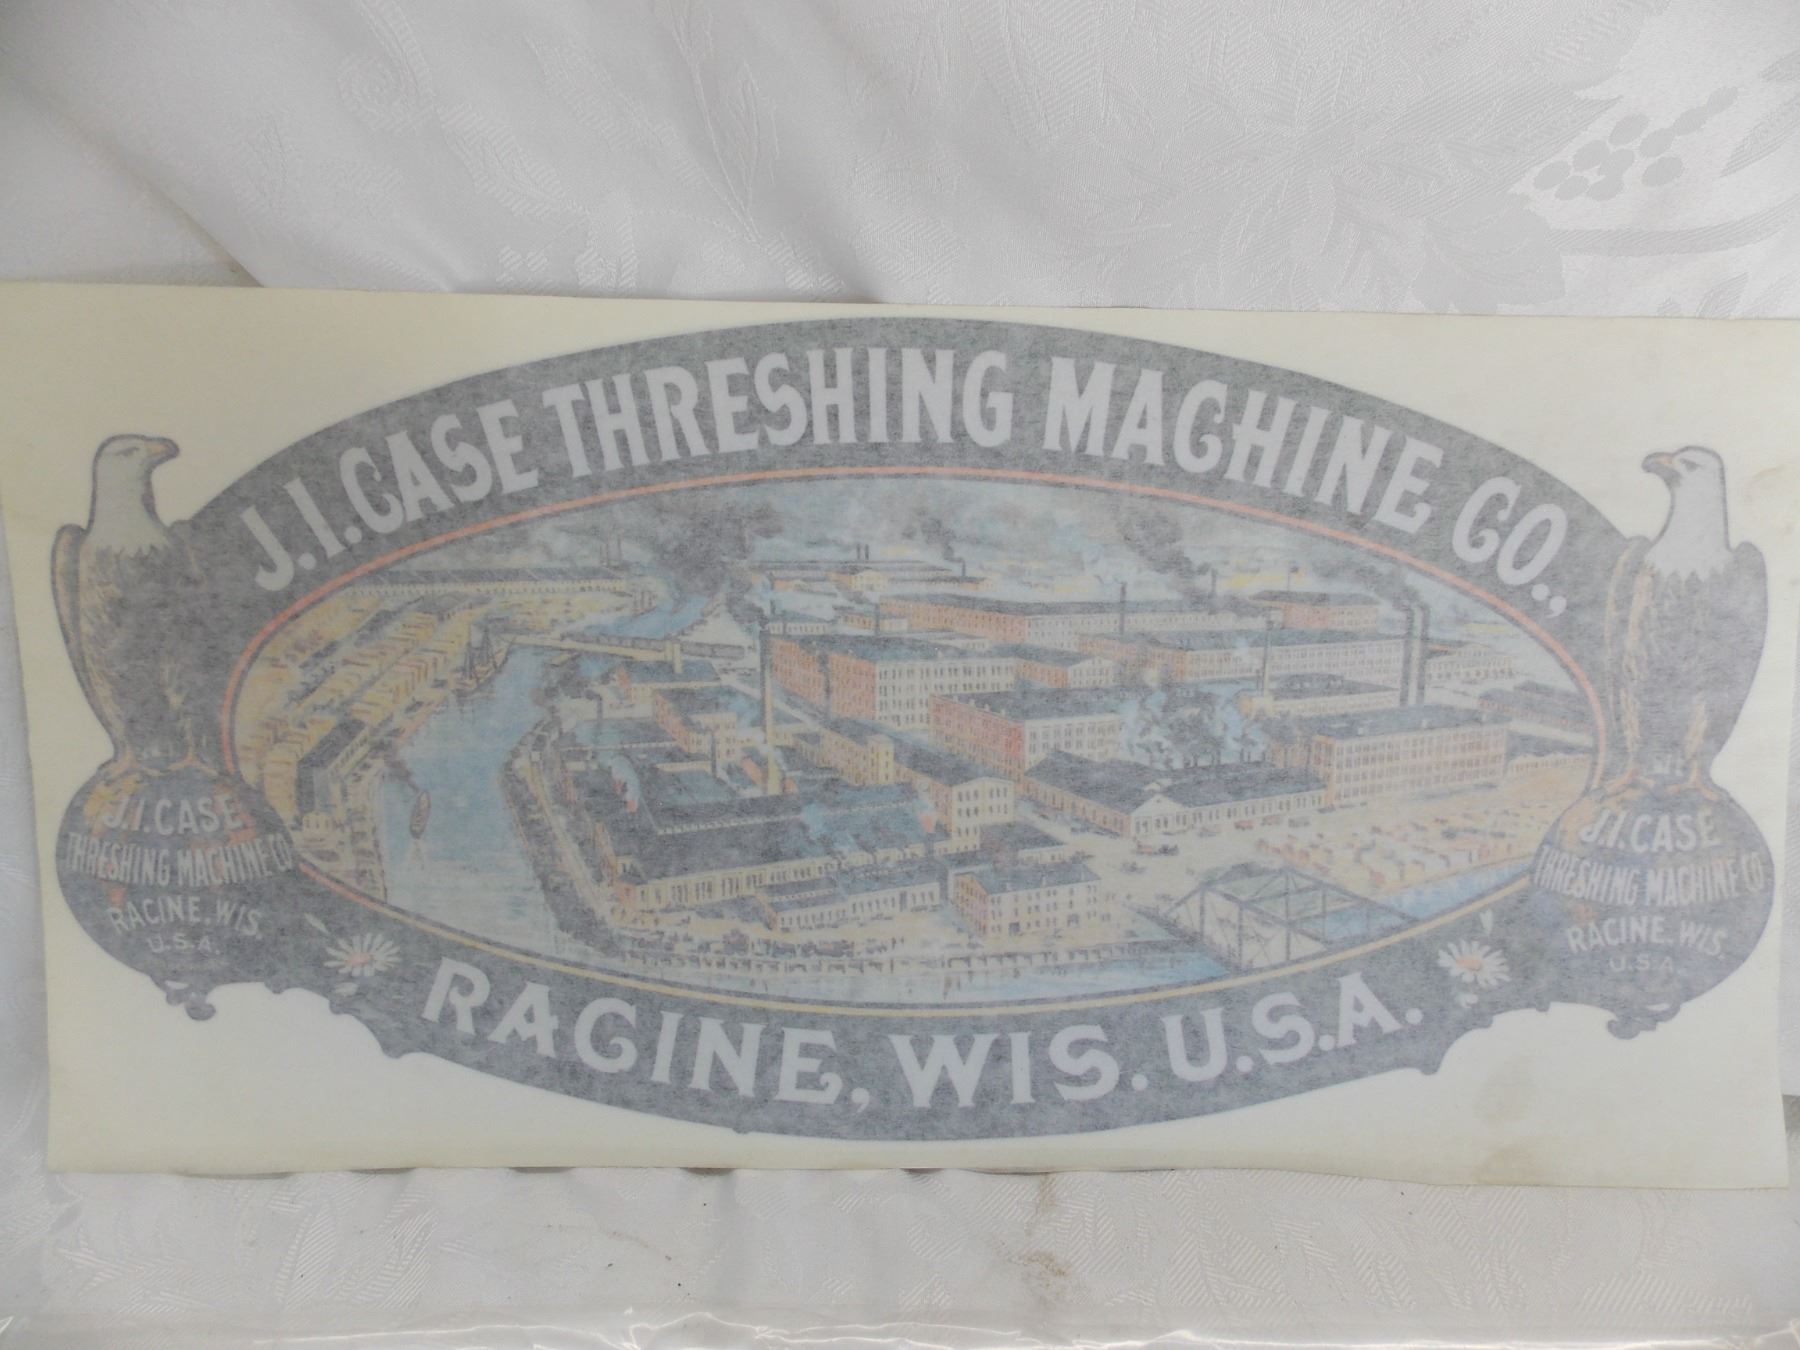 J.I. CASE THRESHING MACHINE CO.,
J.I. CASE
THRESHING MACHINE CO
RACINE. WIS.
U.S.A.
J.I. CASE
THRESHING MACHINE CO
RACINE. WIS.
U.S.A.
RACINE, WIS. U.S.A.